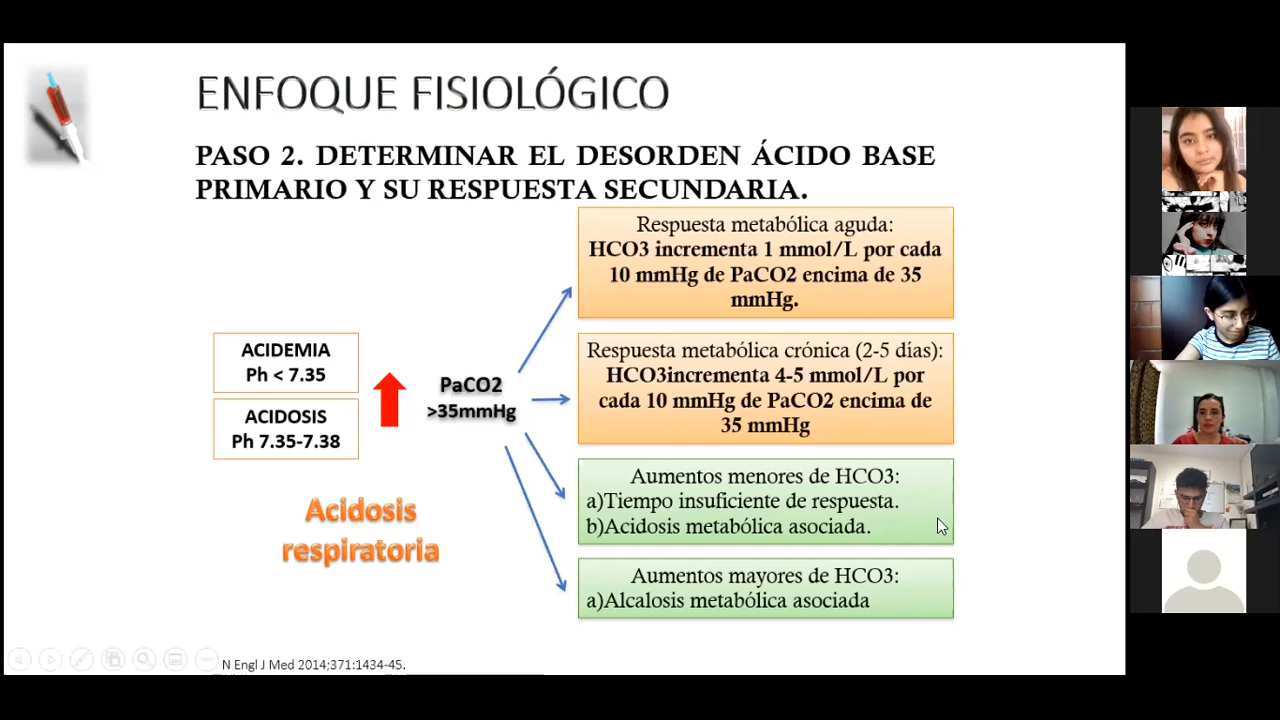 ENFOQUE FISIOLÓGICO
PASO 2. DETERMINAR EL DESORDEN ÁCIDO BASE
PRIMARIO Y SU RESPUESTA SECUNDARIA.
Respuesta metabólica aguda:
HCO3 incrementa 1 mmol/L por cada
10 mmHg de PaCO2 encima de 35
mmHg.
ACIDEMIA
Ph < 7.35
ACIDOSIS
Ph 7.35-7.38
PaCO2
>35mmHg
Respuesta metabólica crónica (2-5 días):
HCO3incrementa 4-5 mmol/L por
cada 10 mmHg de PaCO2 encima de
35 mmHg
Acidosis
respiratoria
Aumentos menores de HCO3:
a)Tiempo insuficiente de respuesta.
b)Acidosis metabólica asociada.
Aumentos mayores de HCO3:
a)Alcalosis metabólica asociada
N Engl J Med 2014;371:1434-45.